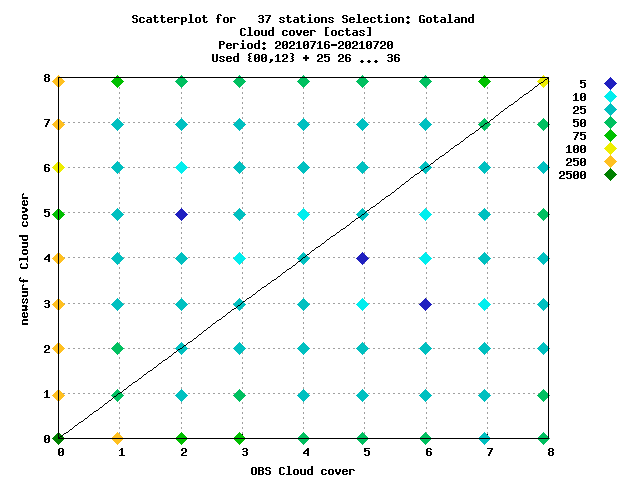 Scatterplot for   37 stations Selection: Gotaland
Cloud cover [octas]
Period: 20210716-20210720
Used {00,12} + 25 26 ... 36
8
7
6
5
4
3
2
1
0
newsurf Cloud cover
0 1 2 3 4 5 6 7 8
OBS Cloud cover
5
10
25
50
75
100
250
2500